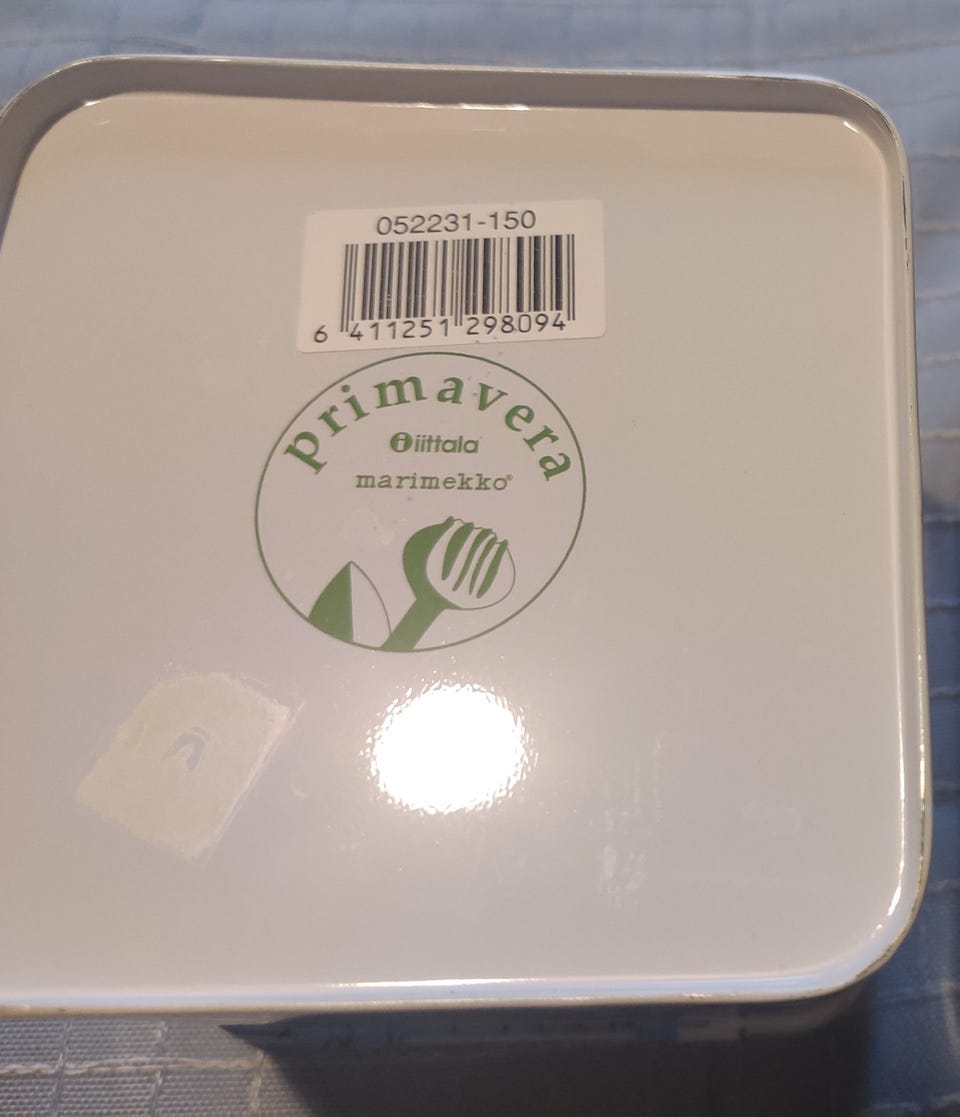 052231-150
6 411251 298094
primavera
iittala
marimekko®